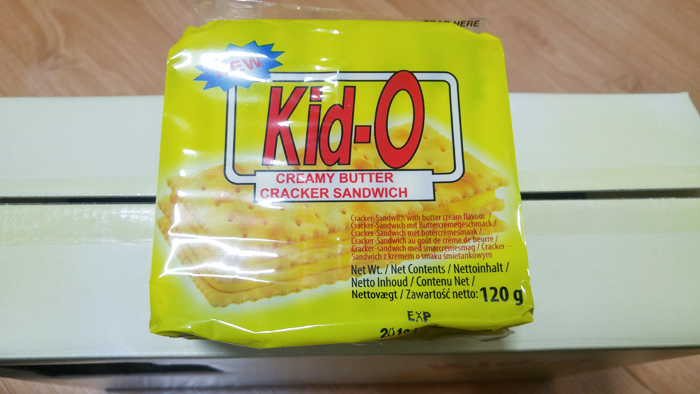 HERE
NEW
Kid-O
CREAMY BUTTER
CRACKER SANDWICH
Cracker-Sandwich with butter cream flavour /
Cracker-Sandwich mit Buttercremegeschmack /
Cracker-Sandwich met botercrèmesmaak /
Cracker-Sandwich au goût de crème de beurre /
Cracker-sandwich med smørcremesmag / Cracker –
Sandwich z kremem o smaku śmietankowym
Net Wt. / Net Contents / Nettoinhalt /
Netto Inhoud / Contenu Net /
Nettovægt / Zawartość netto: 120 g
EXP